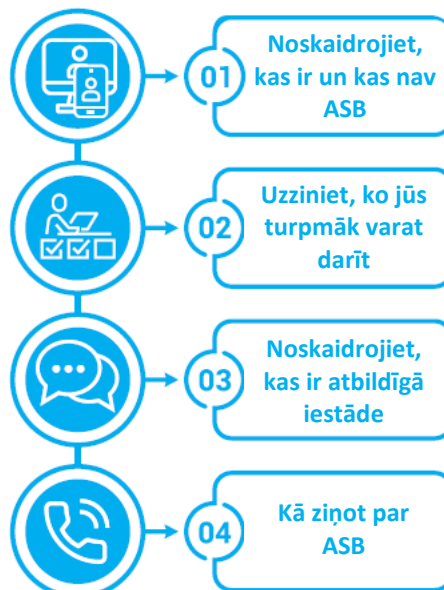 01
Noskaidrojiet,
kas ir un kas nav
ASB
02
Uzziniet, ko jūs
turpmāk varat
darīt
03
Noskaidrojiet,
kas ir atbildīgā
iestāde
04
Kā ziņot par
ASB